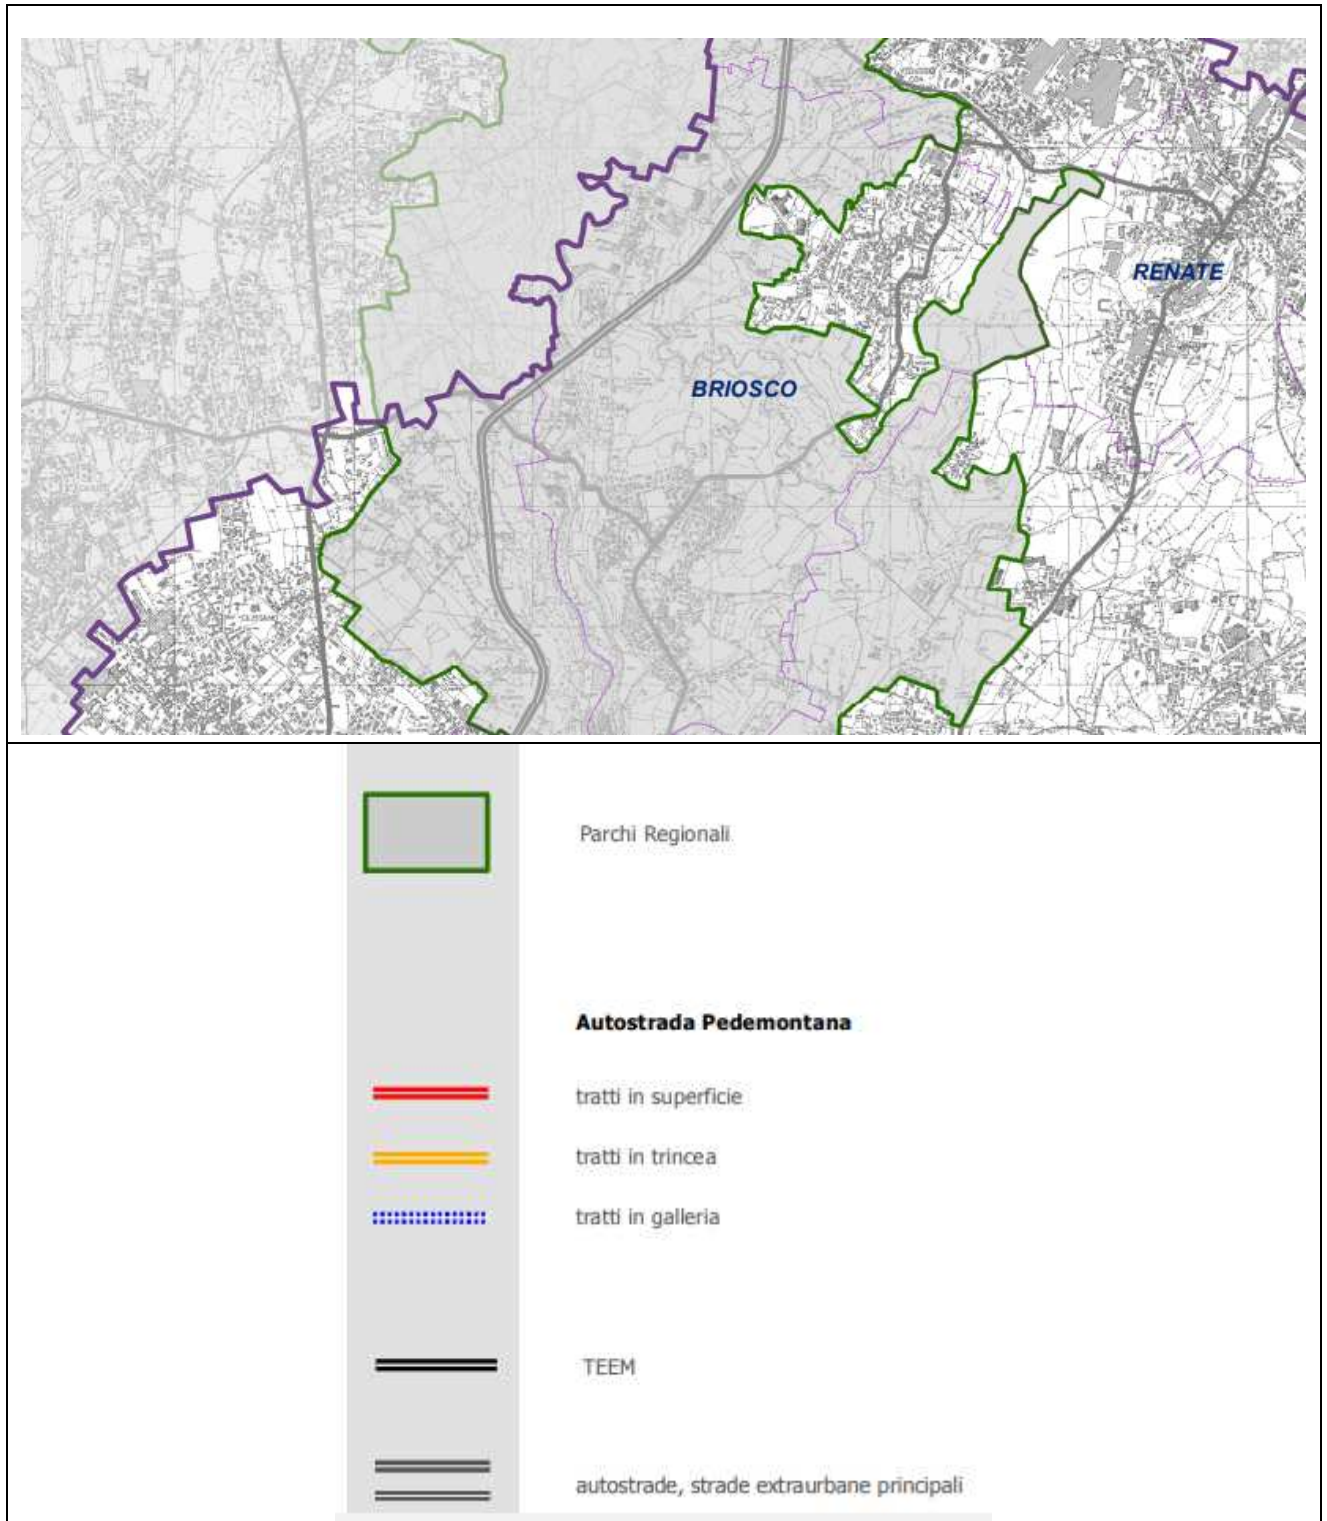 RENATE
BRIOSCO
Parchi Regionali
Autostrada Pedemontana
tratti in superficie
tratti in trincea
tratti in galleria
TEEM
autostrade, strade extraurbane principali